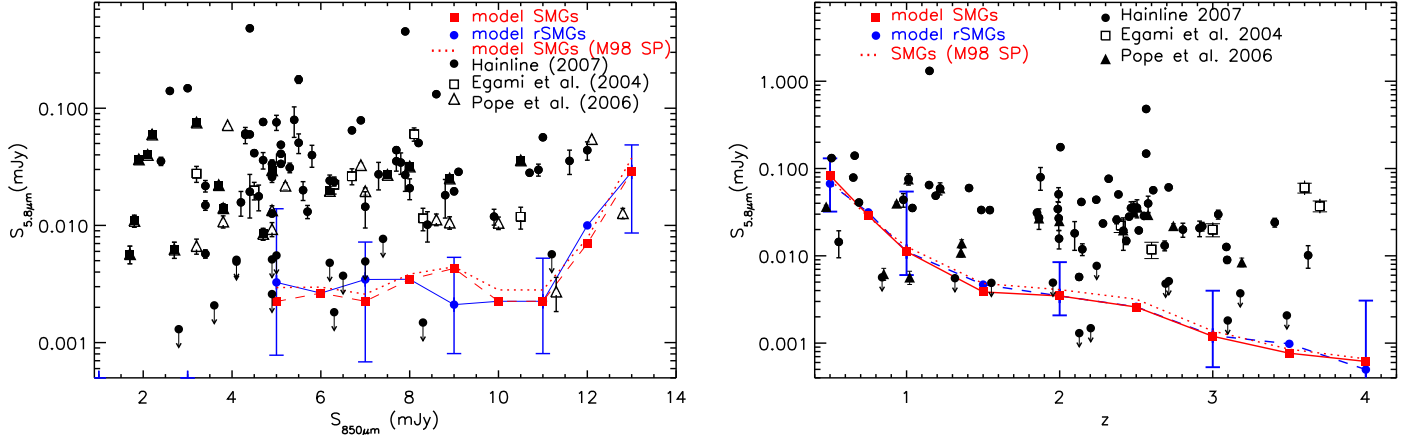 model SMGs
model rSMGs
model SMGs (M98 SP)
Hainline (2007)
Egami et al. (2004)
Pope et al. (2006)
S5.8μm(mJy)
0.100
0.010
0.001
2 4 6 8 10 12 14
S850μm (mJy)
model SMGs
model rSMGs
SMGs (M98 SP)
Hainline 2007
Egami et al. 2004
Pope et al. 2006
S5.8μm(mJy)
1.000
0.100
0.010
0.001
1 2 3 4
z